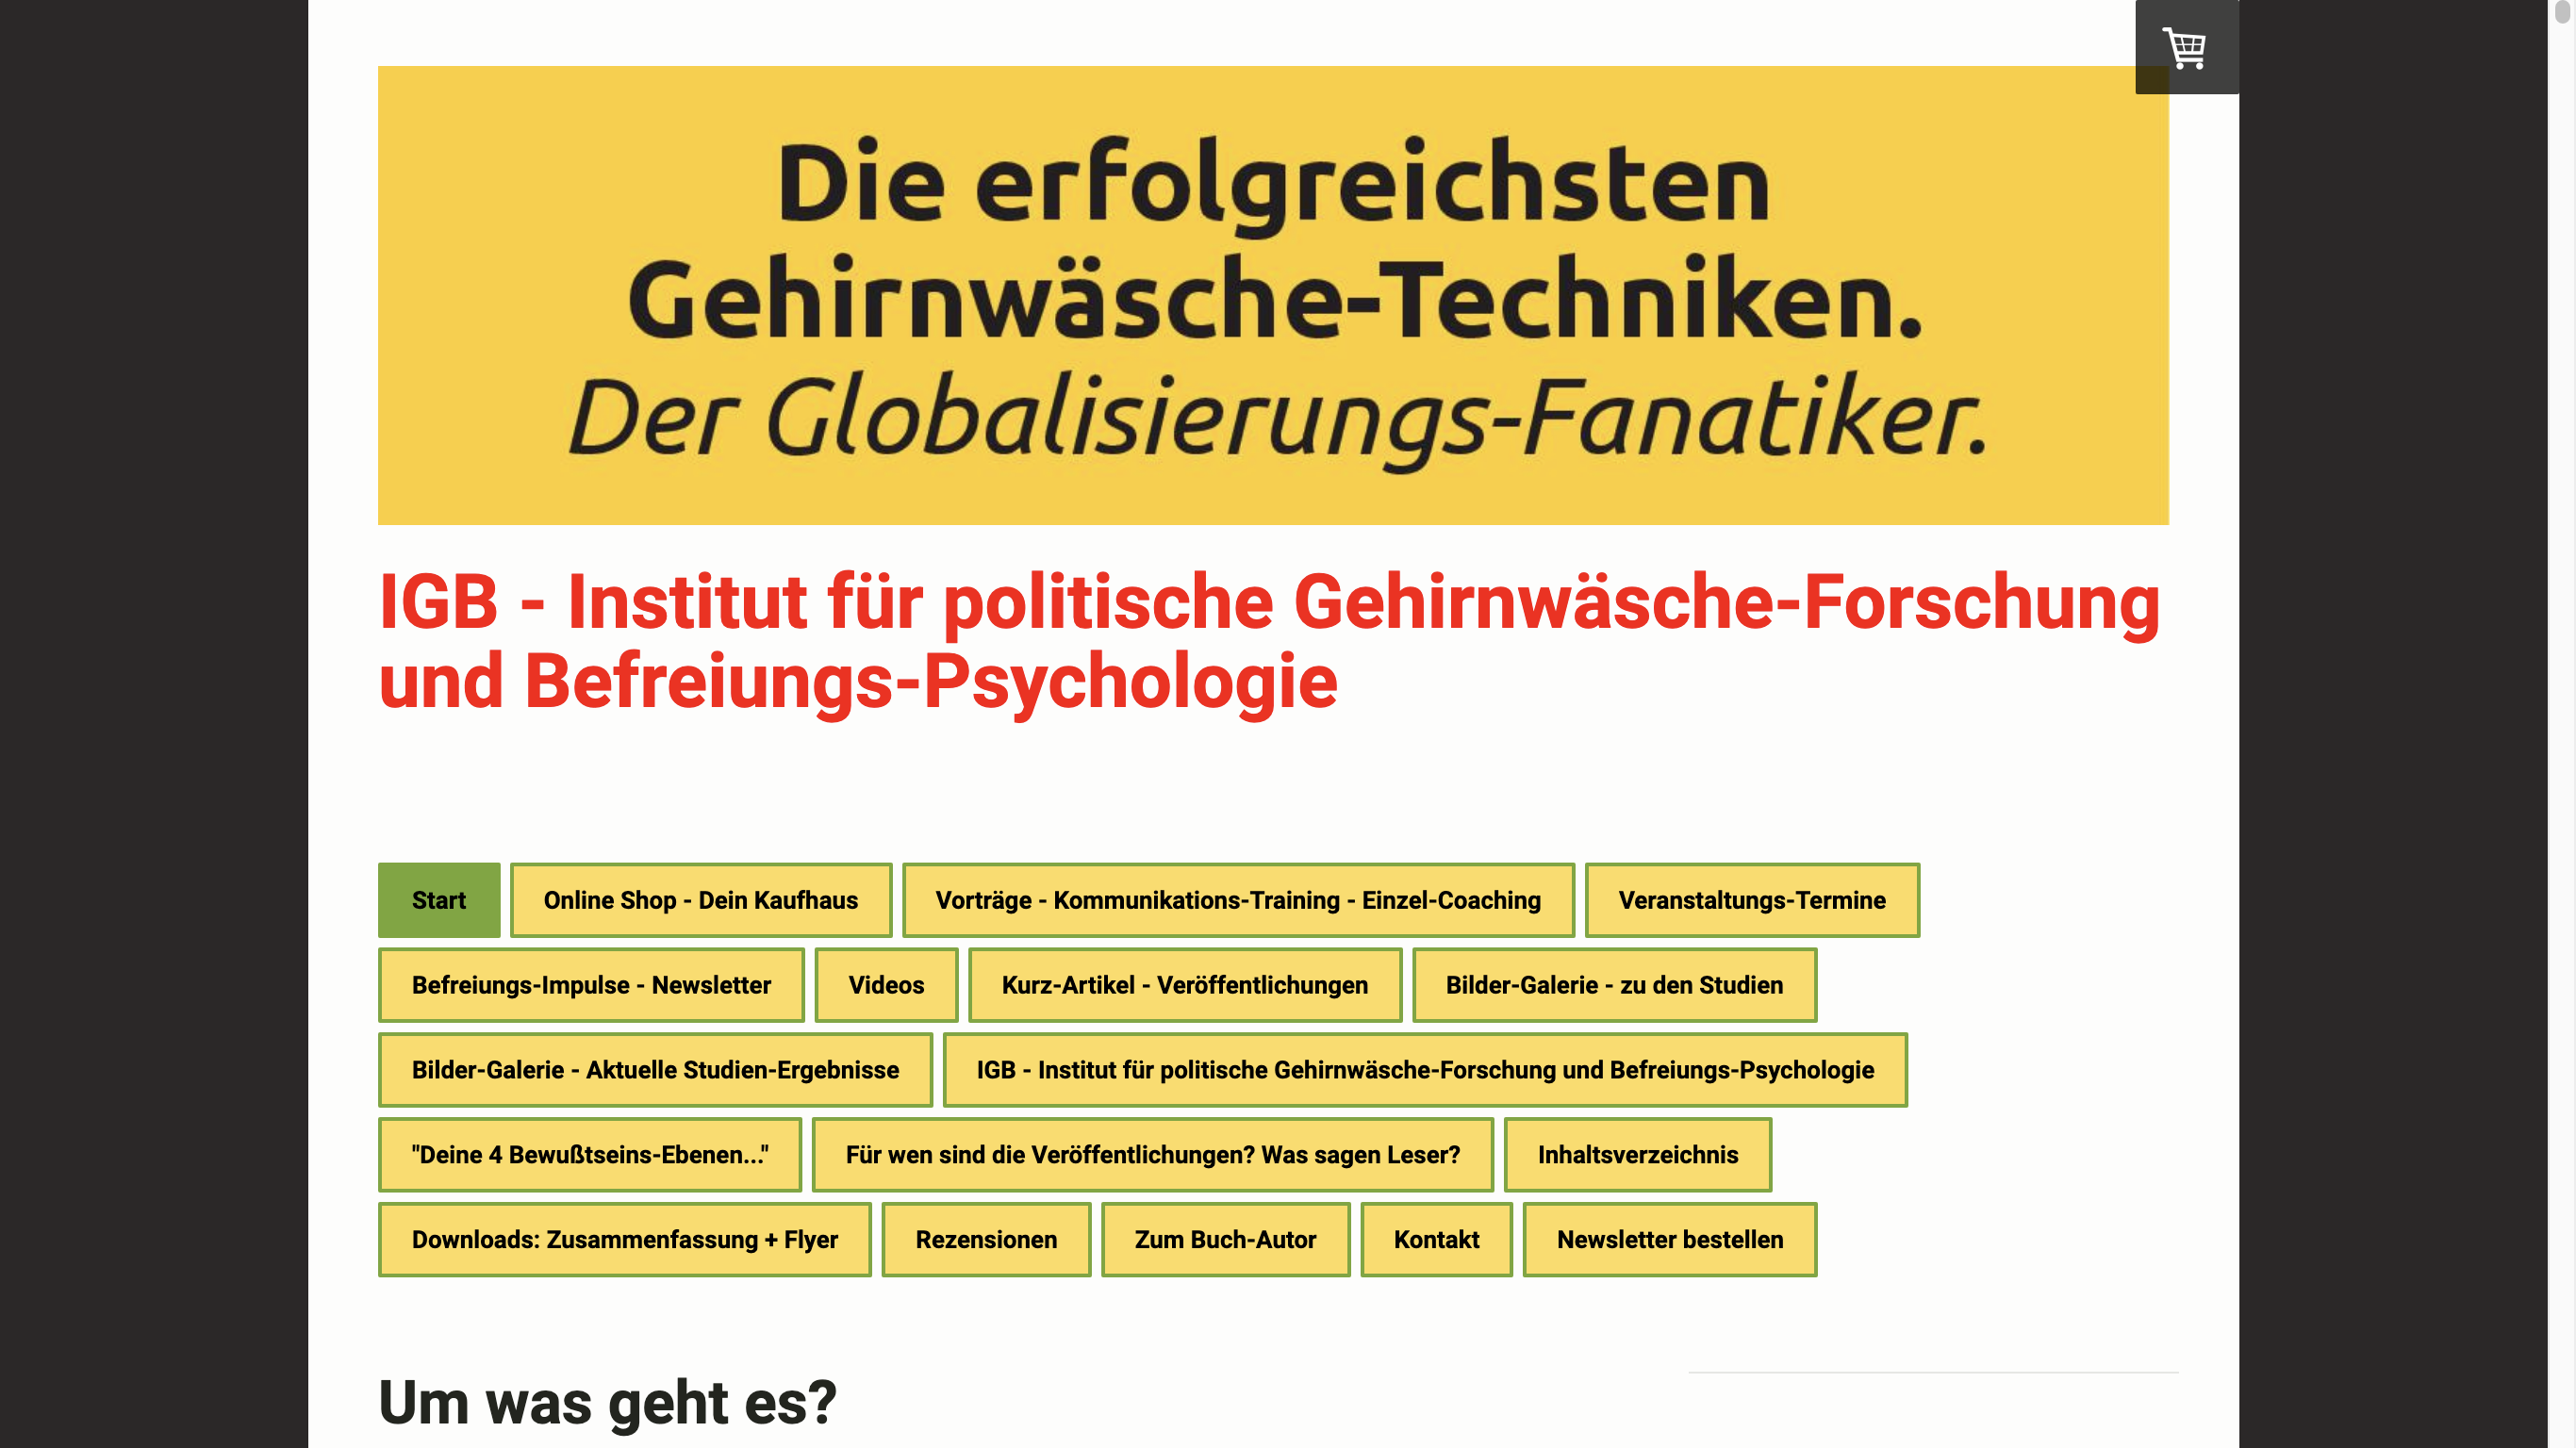 Die erfolgreichsten
Gehirnwäsche-Techniken.
Der Globalisierungs-Fanatiker.
IGB - Institut für politische Gehirnwäsche-Forschung
und Befreiungs-Psychologie
Start
Online Shop - Dein Kaufhaus
Vorträge - Kommunikations-Training - Einzel-Coaching
Veranstaltungs-Termine
Befreiungs-Impulse - Newsletter
Videos
Kurz-Artikel - Veröffentlichungen
Bilder-Galerie - zu den Studien
Bilder-Galerie - Aktuelle Studien-Ergebnisse
IGB - Institut für politische Gehirnwäsche-Forschung und Befreiungs-Psychologie
"Deine 4 Bewußtseins-Ebenen..."
Für wen sind die Veröffentlichungen? Was sagen Leser?
Inhaltsverzeichnis
Downloads: Zusammenfassung + Flyer
Rezensionen
Zum Buch-Autor
Kontakt
Newsletter bestellen
Um was geht es?